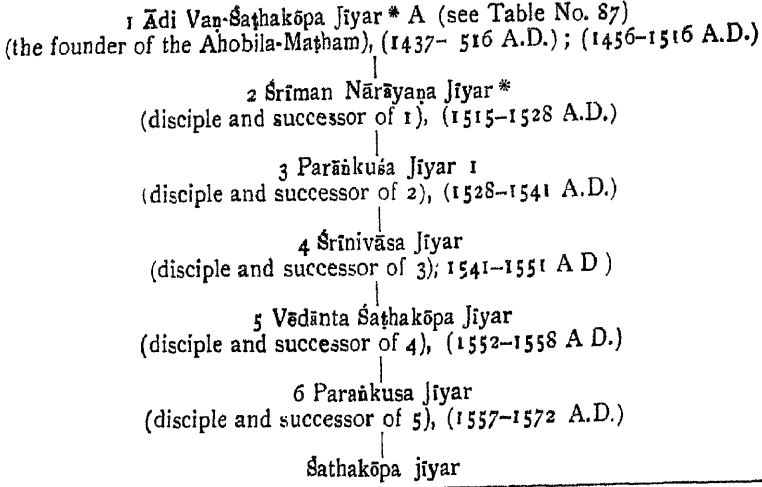 1 Ādi Vaṇ-Śaṭhakōpa Jīyar * A (see Table No. 87)
(the founder of the Ahobila-Maṭham), (1437– 516 A.D.) ; (1456–1516 A.D.)
2 Śrīman Nārāyaṇa Jīyar *
(disciple and successor of 1), (1515–1528 A.D.)
3 Parāṅkuśa Jīyar 1
(disciple and successor of 2), (1528–1541 A.D.)
4 Śrīnivāsa Jīyar
(disciple and successor of 3); 1541–1551 A D )
5 Vēdānta Śaṭhakōpa Jīyar
(disciple and successor of 4), (1552–1558 A D.)
6 Paraṅkusa Jīyar
(disciple and successor of 5), (1557–1572 A.D.)
Śathakōpa jīyar